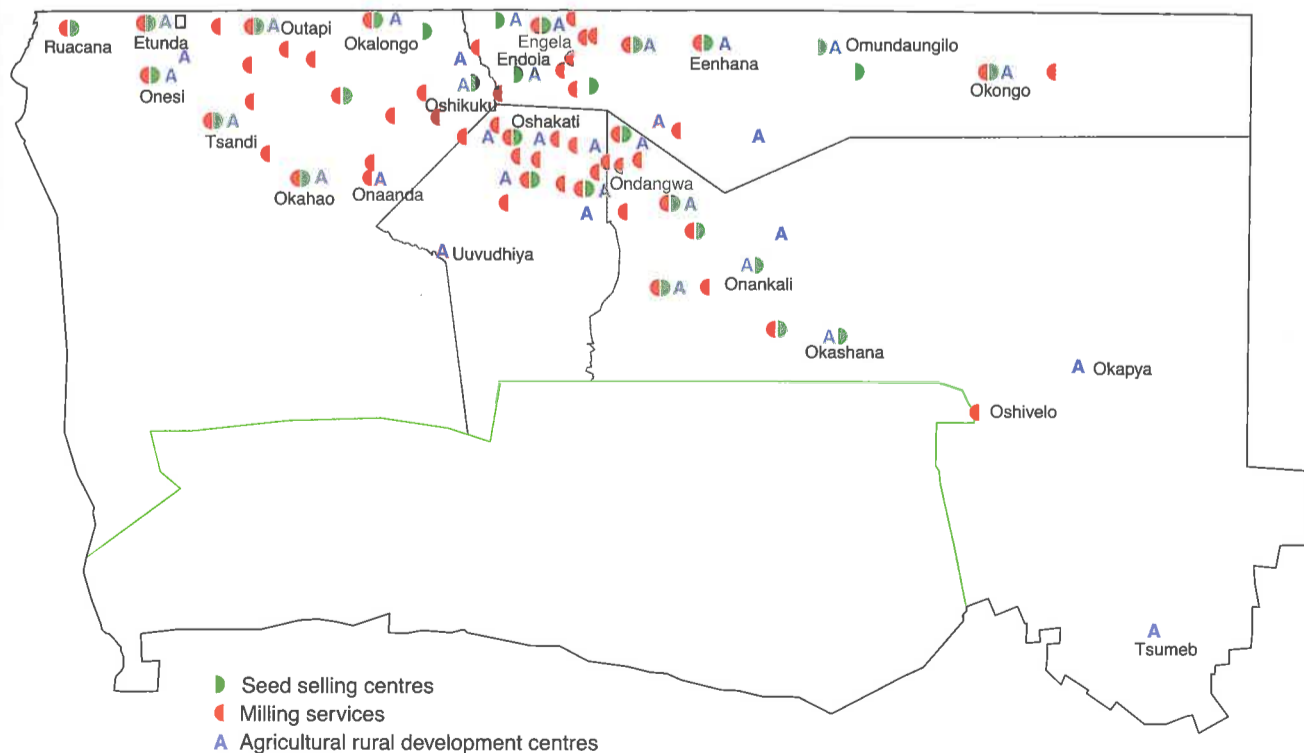 Ruacana
Etunda
A
Outapi
A
Okalongo
A
A
Engela
A
Endola
A
A
Eenhana
A
A Omundaungilo
A
Onesi
A
A
Oshikuku
A
Okongo
A
Tsandi
A
Oshakati
A
A
A
A
A
A
A
Okahao
A
Onaanda
A
A
Ondangwa
A
A
A
A
A Uuvudhiya
A
Onankali
A
A
Okashana
A Okapya
Oshivelo
A
Tsumeb
Seed selling centres
Milling services
A Agricultural rural development centres